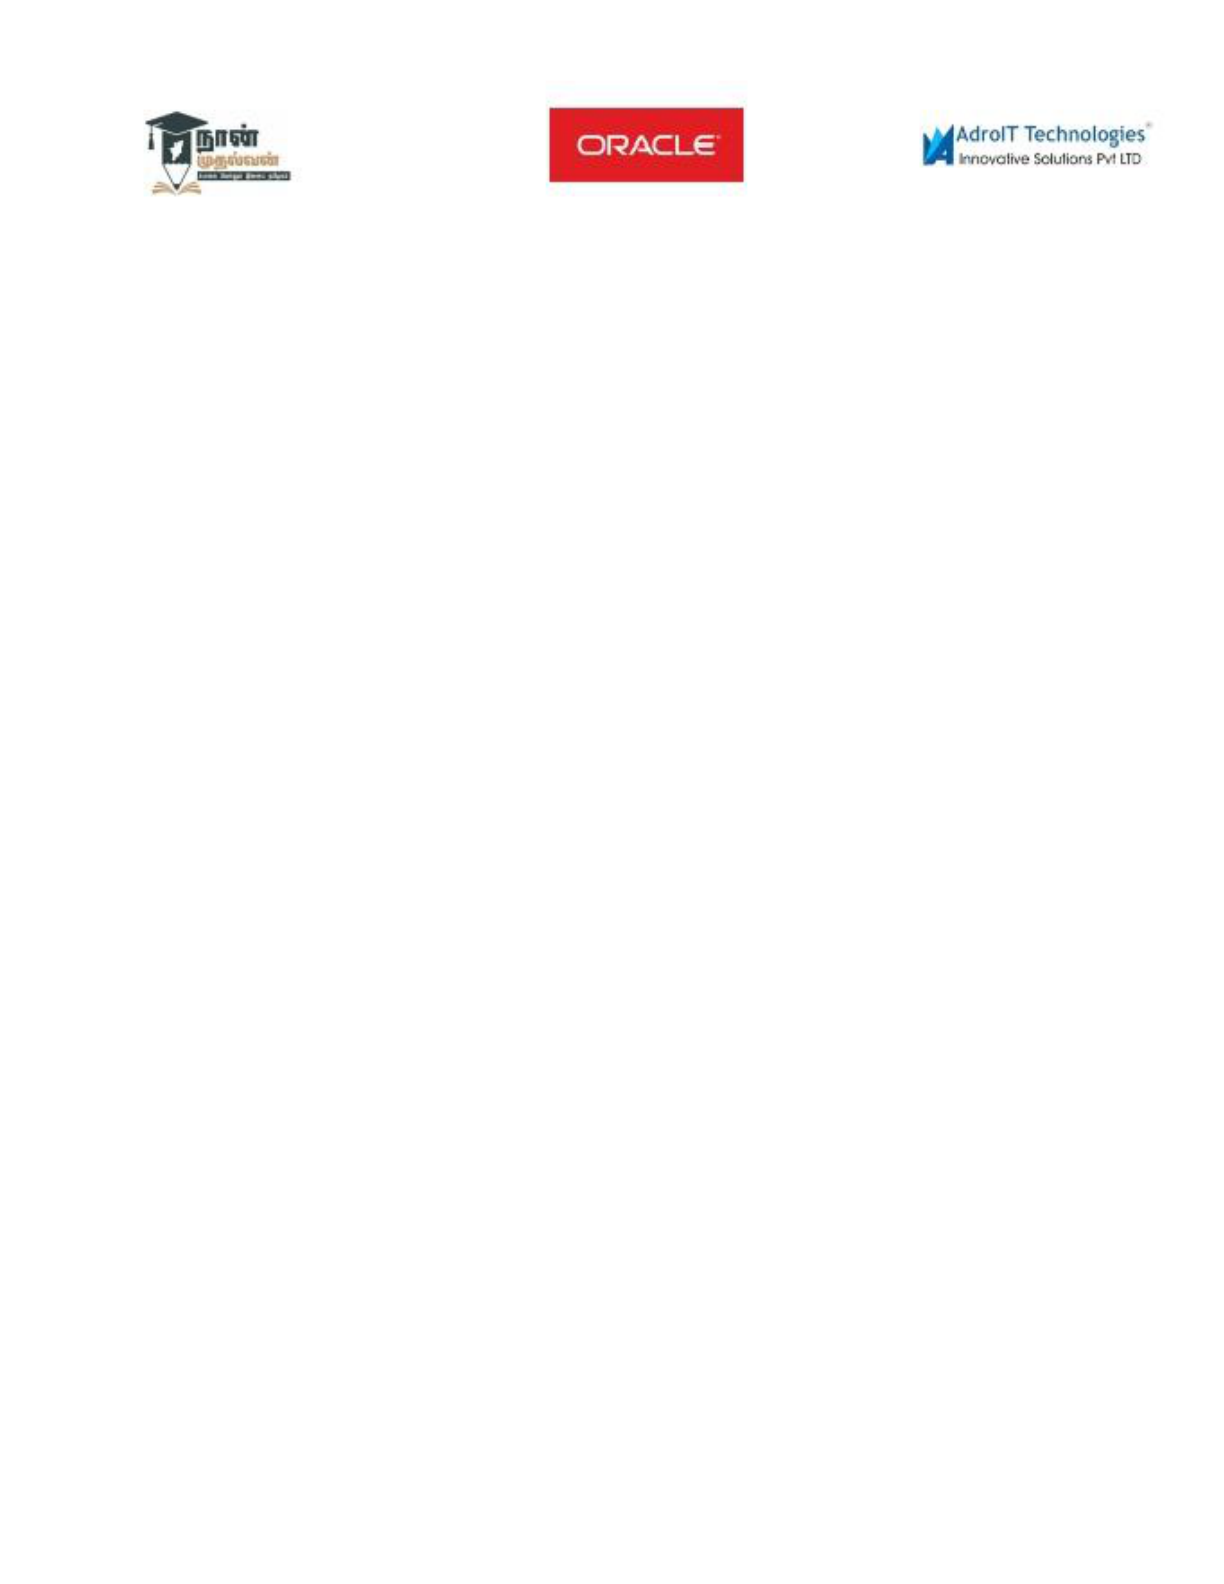 நான்
முதல்வன்
ORACLE
AdroIT Technologies®
Innovative Solutions Pvt LTD